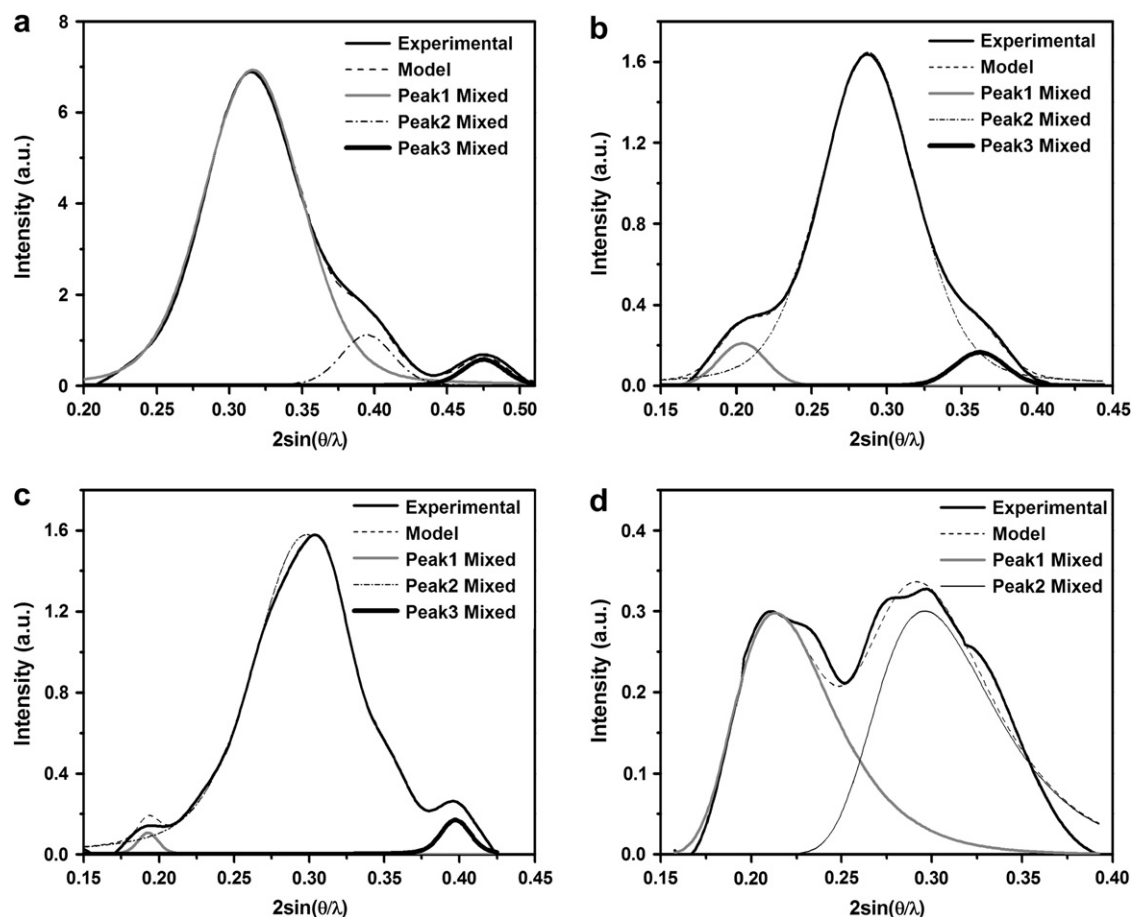 a
8
6
4
2
0
0.20 0.25 0.30 0.35 0.40 0.45 0.50
Intensity (a.u.)
2sin(θ/λ)
Experimental
Model
Peak1 Mixed
Peak2 Mixed
Peak3 Mixed
b
1.6
1.2
0.8
0.4
0.0
0.15 0.20 0.25 0.30 0.35 0.40 0.45
Intensity (a.u.)
2sin(θ/λ)
Experimental
Model
Peak1 Mixed
Peak2 Mixed
Peak3 Mixed
c
1.6
1.2
0.8
0.4
0.0
0.15 0.20 0.25 0.30 0.35 0.40 0.45
Intensity (a.u.)
2sin(θ/λ)
Experimental
Model
Peak1 Mixed
Peak2 Mixed
Peak3 Mixed
d
0.4
0.3
0.2
0.1
0.0
0.15 0.20 0.25 0.30 0.35 0.40
Intensity (a.u.)
2sin(θ/λ)
Experimental
Model
Peak1 Mixed
Peak2 Mixed